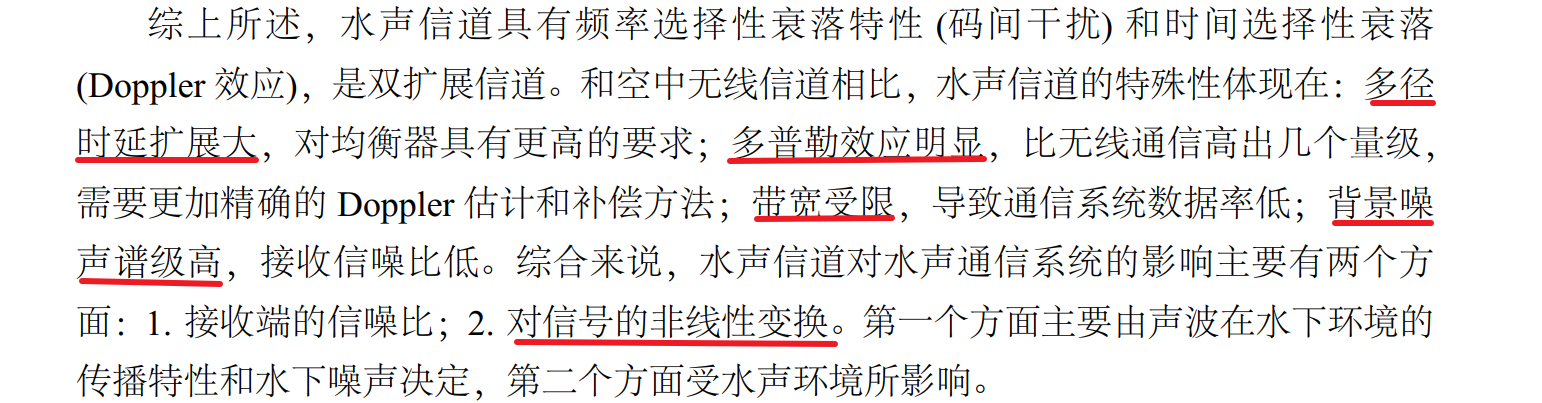 综上所述，水声信道具有频率选择性衰落特性 (码间干扰) 和时间选择性衰落
(Doppler 效应)，是双扩展信道。和空中无线信道相比，水声信道的特殊性体现在：多径
时延扩展大，对均衡器具有更高的要求；多普勒效应明显，比无线通信高出几个量级，
需要更加精确的 Doppler 估计和补偿方法；带宽受限，导致通信系统数据率低；背景噪
声谱级高，接收信噪比低。综合来说，水声信道对水声通信系统的影响主要有两个方
面：1. 接收端的信噪比；2. 对信号的非线性变换。第一个方面主要由声波在水下环境的
传播特性和水下噪声决定，第二个方面受水声环境所影响。